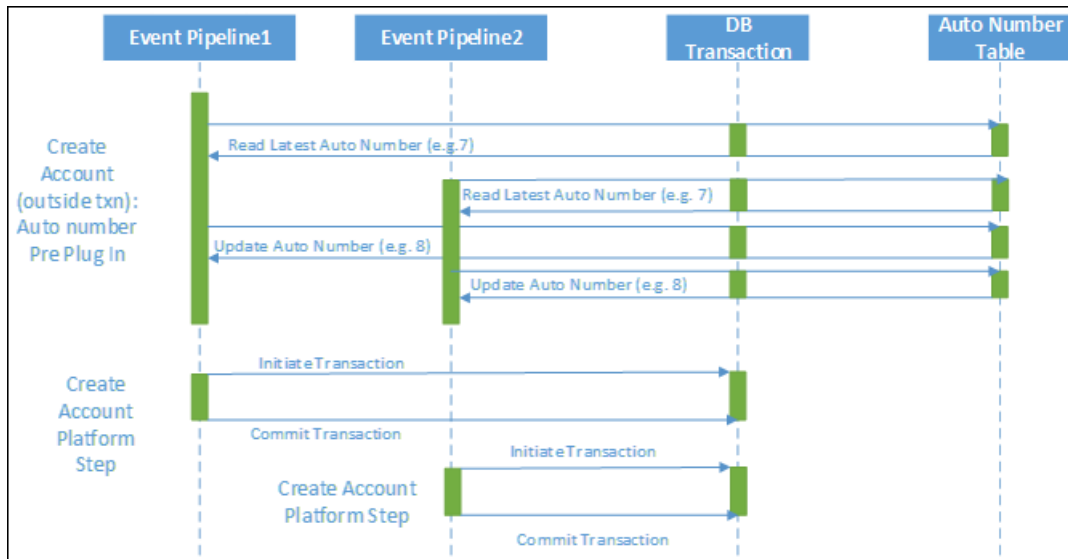 Event Pipeline1
Event Pipeline2
DB
Transaction
Auto Number
Table
Create
Account
(outside txn):
Auto number
Pre Plug In
Read Latest Auto Number (e.g.7)
Read Latest Auto Number (e.g. 7)
Update Auto Number (e.g. 8)
Update Auto Number (e.g. 8)
Create
Account
Platform
Step
Initiate Transaction
Commit Transaction
Initiate Transaction
Create Account
Platform Step
Commit Transaction